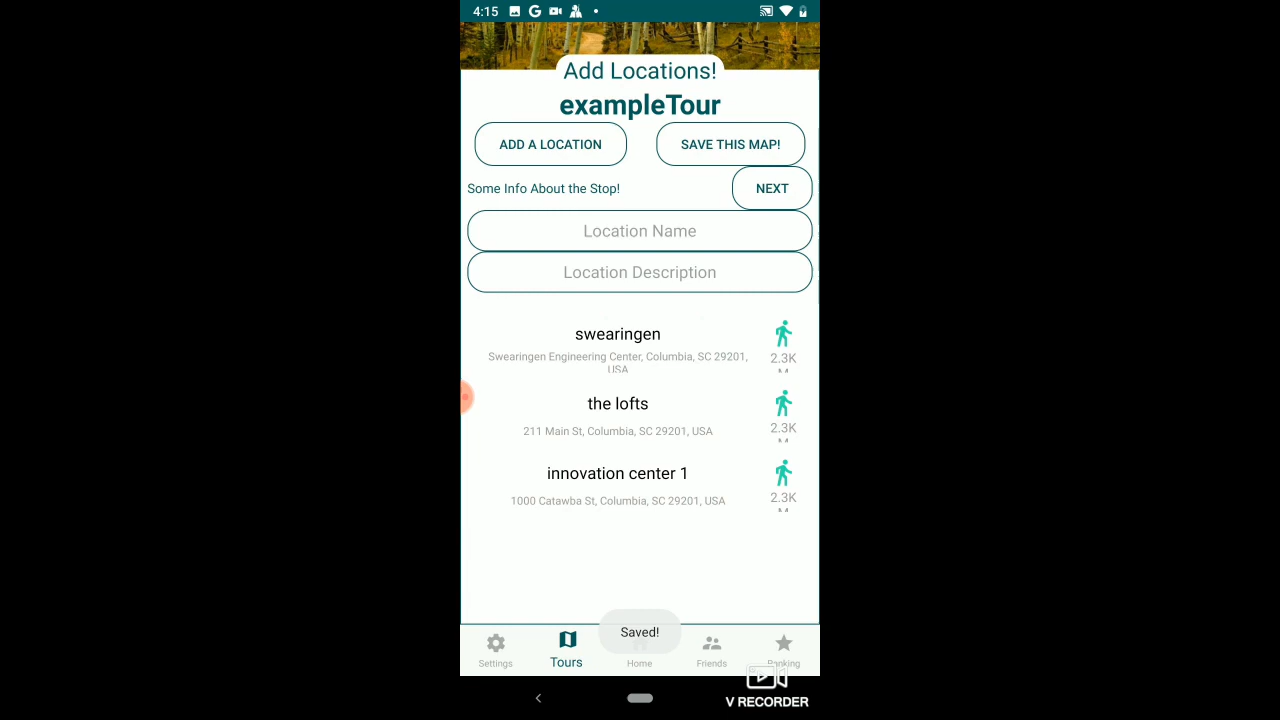 4:15
Add Locations!
exampleTour
ADD A LOCATION
SAVE THIS MAP!
Some Info About the Stop!
NEXT
Location Name
Location Description
swearingen
Swearingen Engineering Center, Columbia, SC 29201,
USA
2.3K
the lofts
211 Main St, Columbia, SC 29201, USA
2.3K
innovation center 1
1000 Catawba St, Columbia, SC 29201, USA
2.3K
Saved!
Settings
Tours
Home
Friends
Ranking
V RECORDER